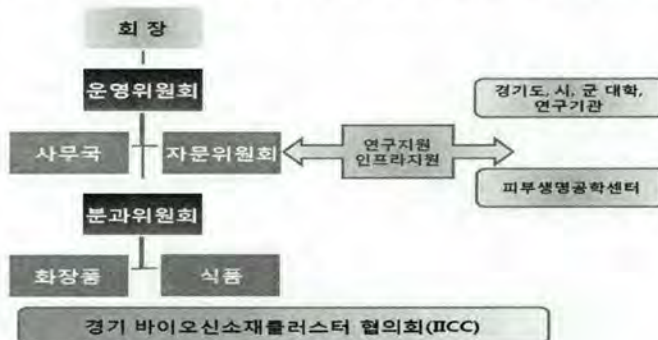 회 장
운영위원회
사무국
자문위원회
연구지원
인프라지원
경기도, 시, 군 대학,
연구기관
피부생명공학센터
분과위원회
화장품
식품
경기 바이오신소재클러스터 협의회(IICC)